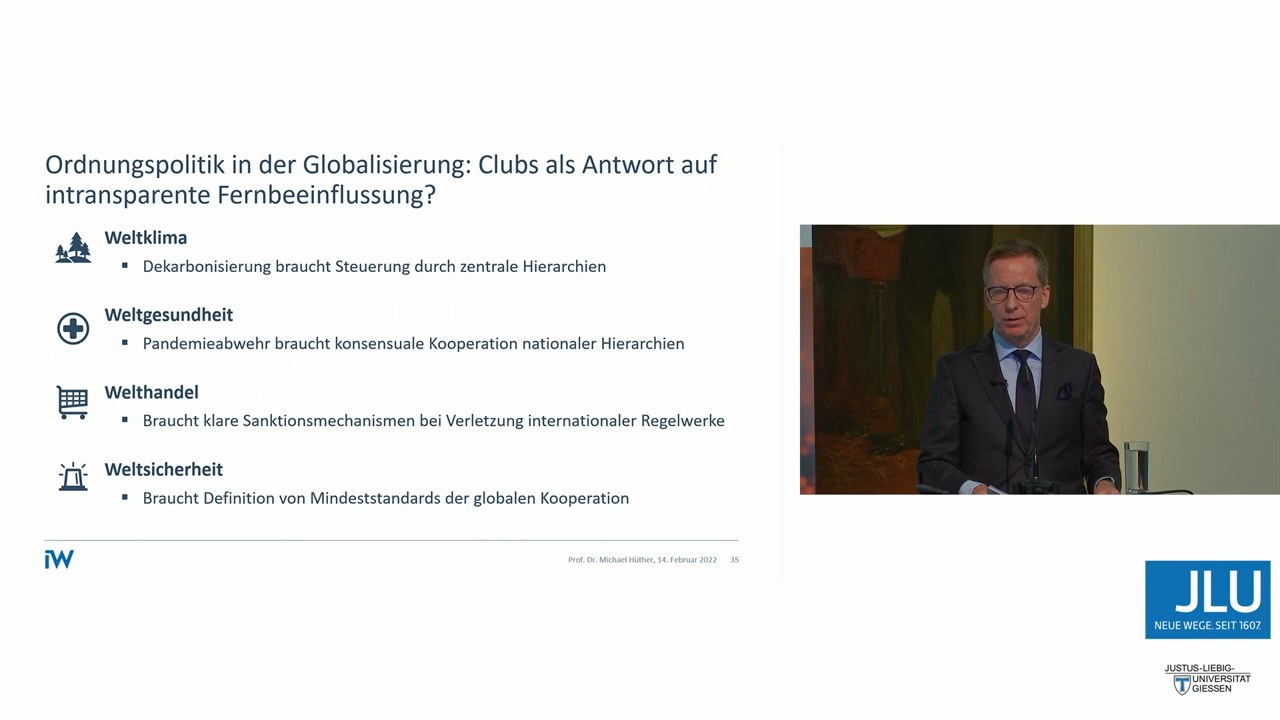 Ordnungspolitik in der Globalisierung: Clubs als Antwort auf
intransparente Fernbeeinflussung?
Weltklima
▪ Dekarbonisierung braucht Steuerung durch zentrale Hierarchien
Weltgesundheit
▪ Pandemieabwehr braucht konsensuale Kooperation nationaler Hierarchien
Welthandel
▪ Braucht klare Sanktionsmechanismen bei Verletzung internationaler Regelwerke
Weltsicherheit
▪ Braucht Definition von Mindeststandards der globalen Kooperation
iW
Prof. Dr. Michael Hüther, 14. Februar 2022 35
JLU
NEUE WEGE. SEIT 1607.
JUSTUS-LIEBIG-
UNIVERSITÄT
GIESSEN